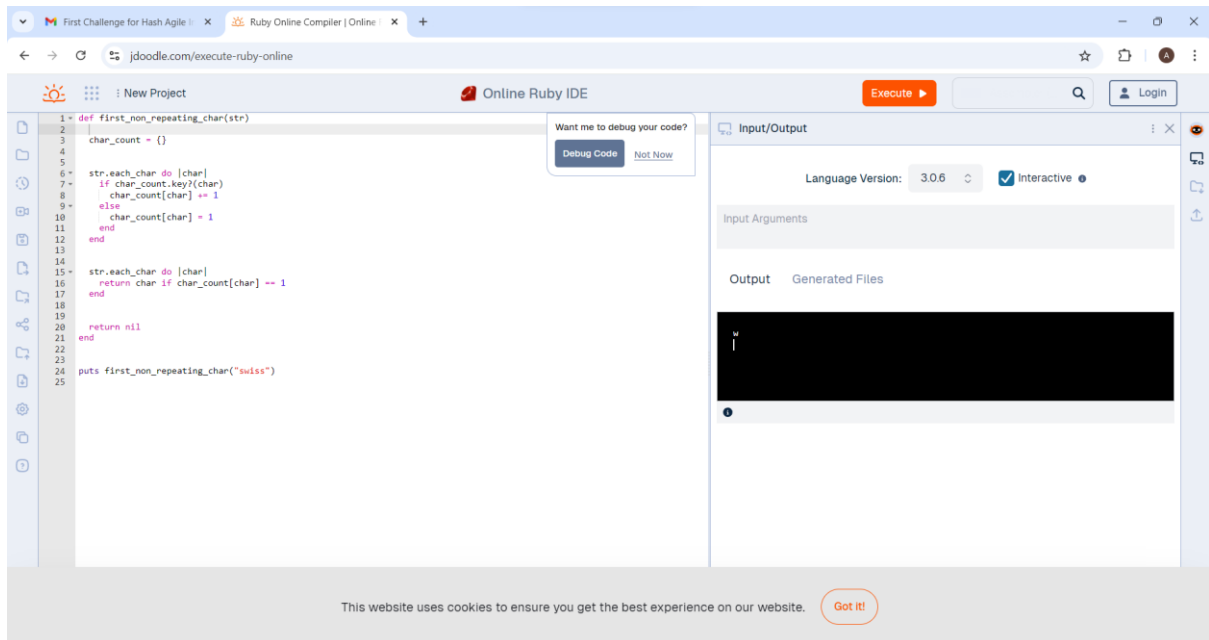 First Challenge for Hash Agile I
Ruby Online Compiler | Online I
jdoodle.com/execute-ruby-online
A
New Project
Online Ruby IDE
Execute
Login
1 def first_non_repeating_char(str)
2
3 char_count = {}
4
5
6 str.each_char do |char|
7 if char_count.key?(char)
8 char_count[char] += 1
9 else
10 char_count[char] = 1
11 end
12 end
13
14
15 str.each_char do |char|
16 return char if char_count[char] == 1
17 end
18
19
20 return nil
21 end
22
23
24 puts first_non_repeating_char("swiss")
25
Want me to debug your code?
Debug Code Not Now
Input/Output
Language Version: 3.0.6 Interactive
Input Arguments
Output Generated Files
w
This website uses cookies to ensure you get the best experience on our website. Got it!